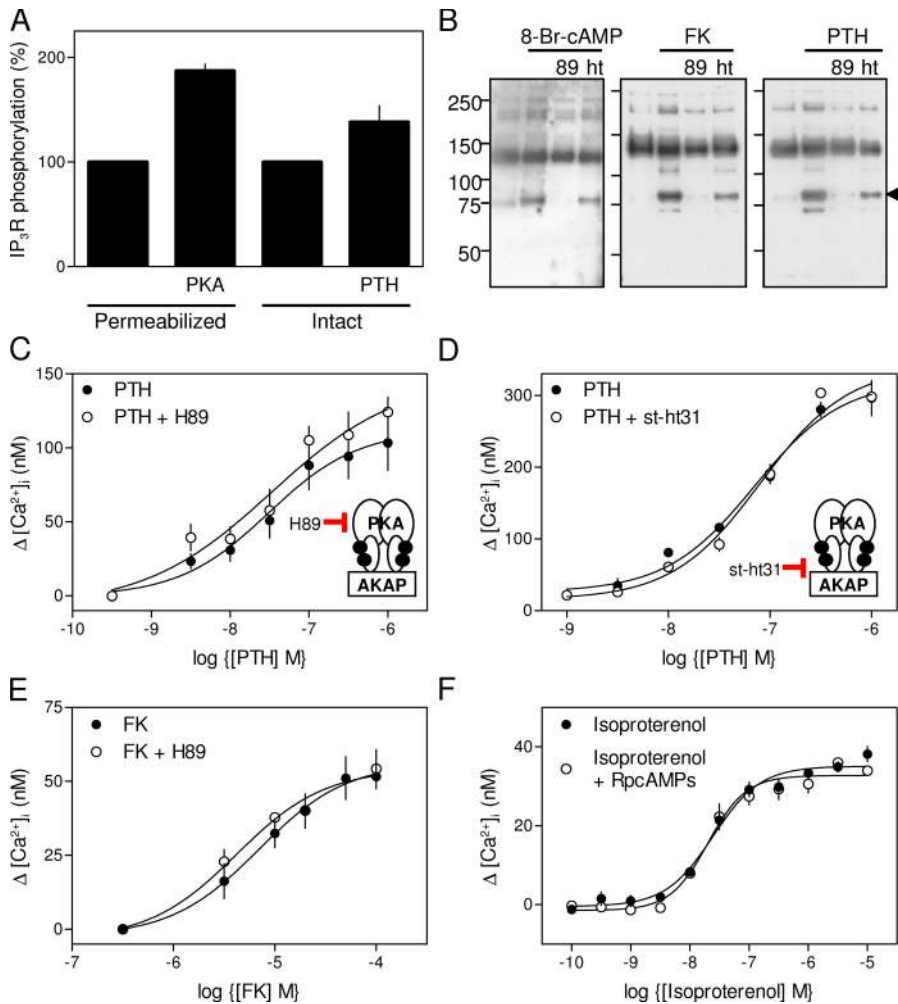 A
IP₃R phosphorylation (%)
200
100
0
PKA
PTH
Permeabilized
Intact
B
8-Br-cAMP
FK
PTH
89 ht
89 ht
89 ht
250
150
100
75
50
C
Δ [Ca²⁺]ᵢ (nM)
150
100
50
0
PTH
PTH + H89
H89
PKA
AKAP
-10
-9
-8
-7
-6
log {[PTH] M}
D
Δ [Ca²⁺]ᵢ (nM)
300
200
100
0
PTH
PTH + st-ht31
st-ht31
PKA
AKAP
-9
-8
-7
-6
log {[PTH] M}
E
Δ [Ca²⁺]ᵢ (nM)
75
50
25
0
FK
FK + H89
-7
-6
-5
-4
log {[FK] M}
F
Δ [Ca²⁺]ᵢ (nM)
40
20
0
Isoproterenol
Isoproterenol
+ RpcAMPs
-10
-9
-8
-7
-6
-5
log {[Isoproterenol] M}